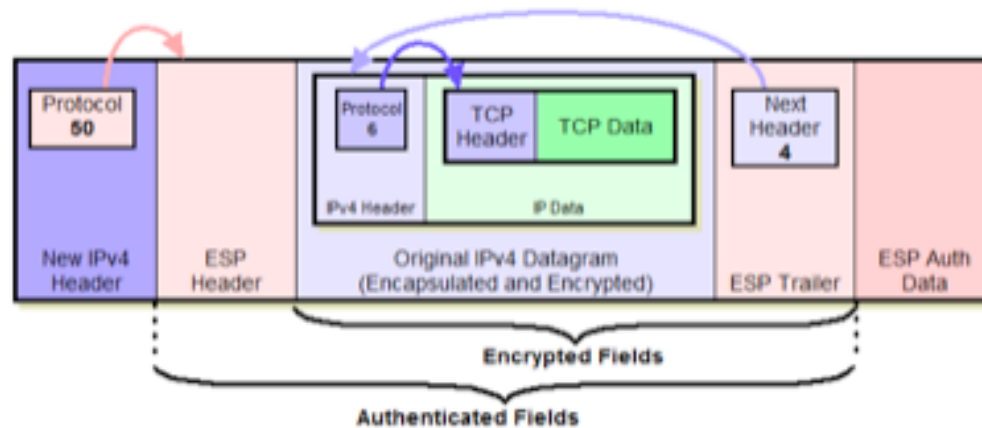 Protocol
50
Protocol
6
TCP
Header
TCP Data
Next
Header
4
IPv4 Header
IP Data
New IPv4
Header
ESP
Header
Original IPv4 Datagram
(Encapsulated and Encrypted)
ESP Trailer
ESP Auth
Data
Encrypted Fields
Authenticated Fields